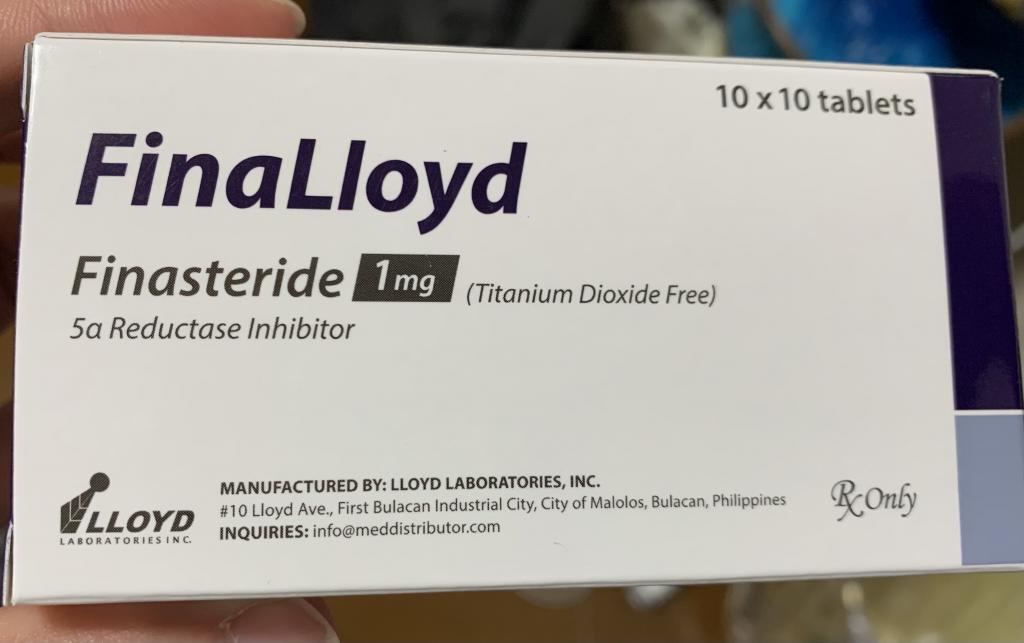 10 x 10 tablets
FinaLloyd
Finasteride 1mg (Titanium Dioxide Free)
5α Reductase Inhibitor
LLOYD
LABORATORIES INC.
MANUFACTURED BY: LLOYD LABORATORIES, INC.
#10 Lloyd Ave., First Bulacan Industrial City, City of Malolos, Bulacan, Philippines
INQUIRIES: info@meddistributor.com
Rx Only